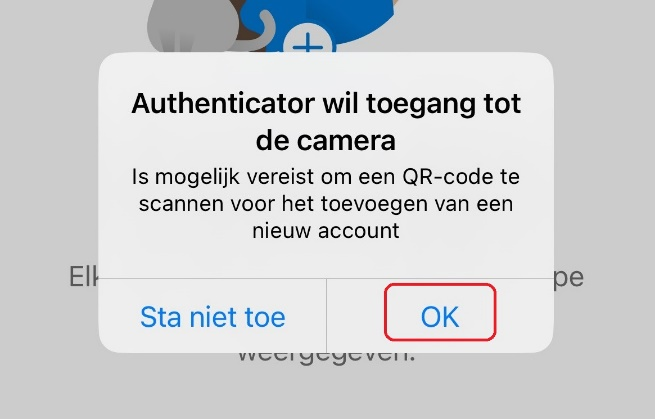 Authenticator wil toegang tot
de camera
Is mogelijk vereist om een QR-code te
scannen voor het toevoegen van een
nieuw account
Sta niet toe
OK
weergegeven.